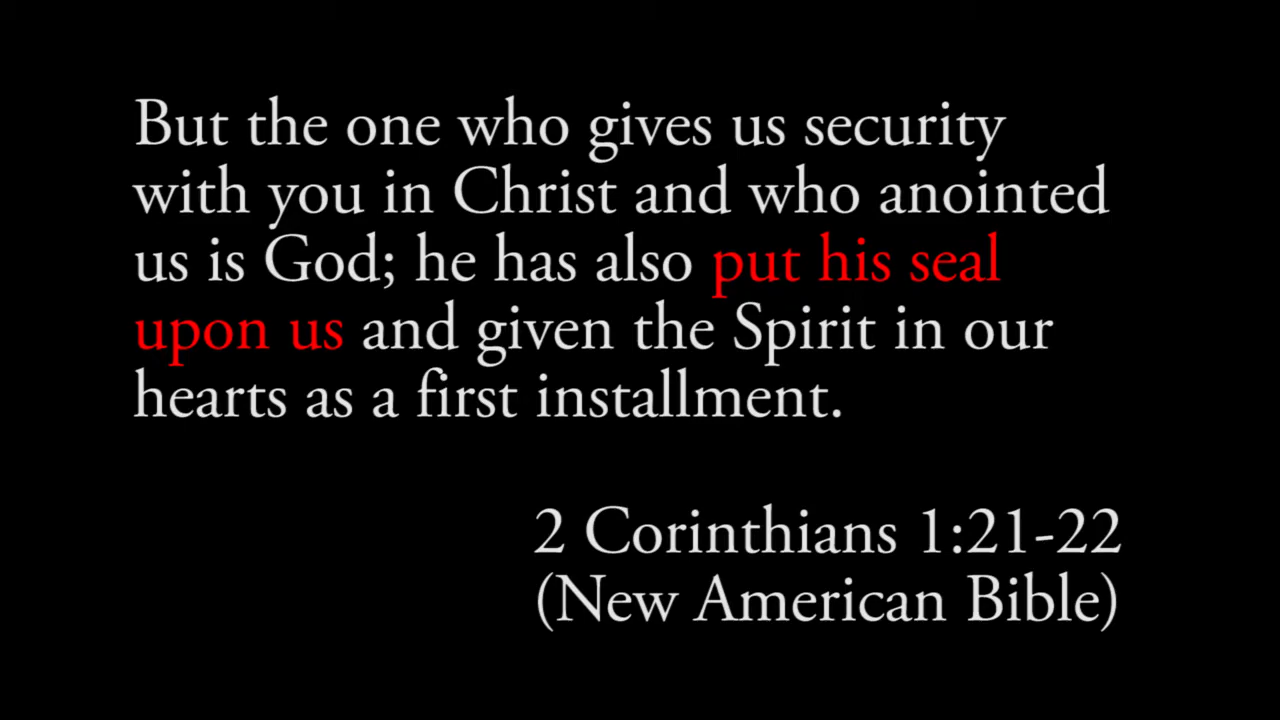 But the one who gives us security
with you in Christ and who anointed
us is God; he has also put his seal
upon us and given the Spirit in our
hearts as a first installment.
2 Corinthians 1:21-22
(New American Bible)